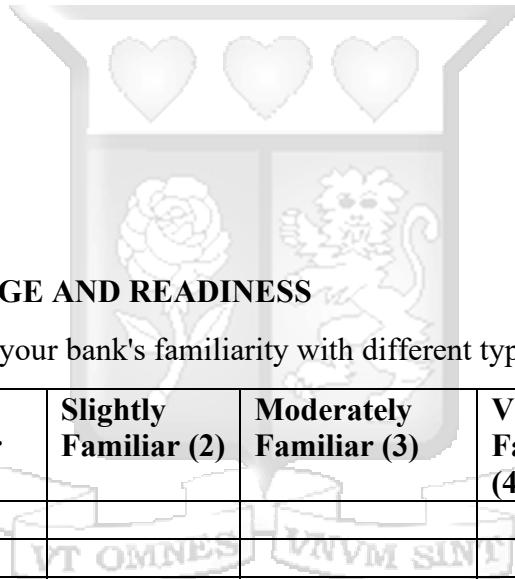 GE AND READINESS
your bank's familiarity with different typ
Slightly Moderately V
Familiar (2) Familiar (3) Fa
(4
VT OMNES VNVM SINT